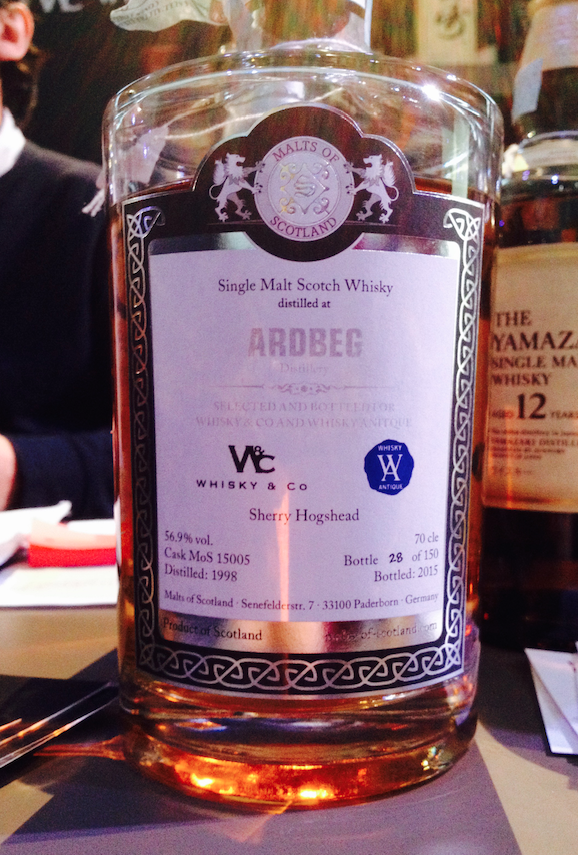 MALTS OF
S
SCOTLAND
Single Malt Scotch Whisky
distilled at
ARDBEG
Distillery
SELECTED AND BOTTLED FOR
WHISKY & CO AND WHISKY ANTIQUE
W&C
WHISKY & CO
WHISKY
WA
ANTIQUE
Sherry Hogshead
56.9% vol.
70 cle
Cask MoS 15005
Bottle 28 of 150
Distilled: 1998
Bottled: 2015
Malts of Scotland · Senefelderstr. 7 · 33100 Paderborn · Germany
Product of Scotland
THE
YAMAZA
SINGLE MA
WHISKY
AGED 12 YEARS